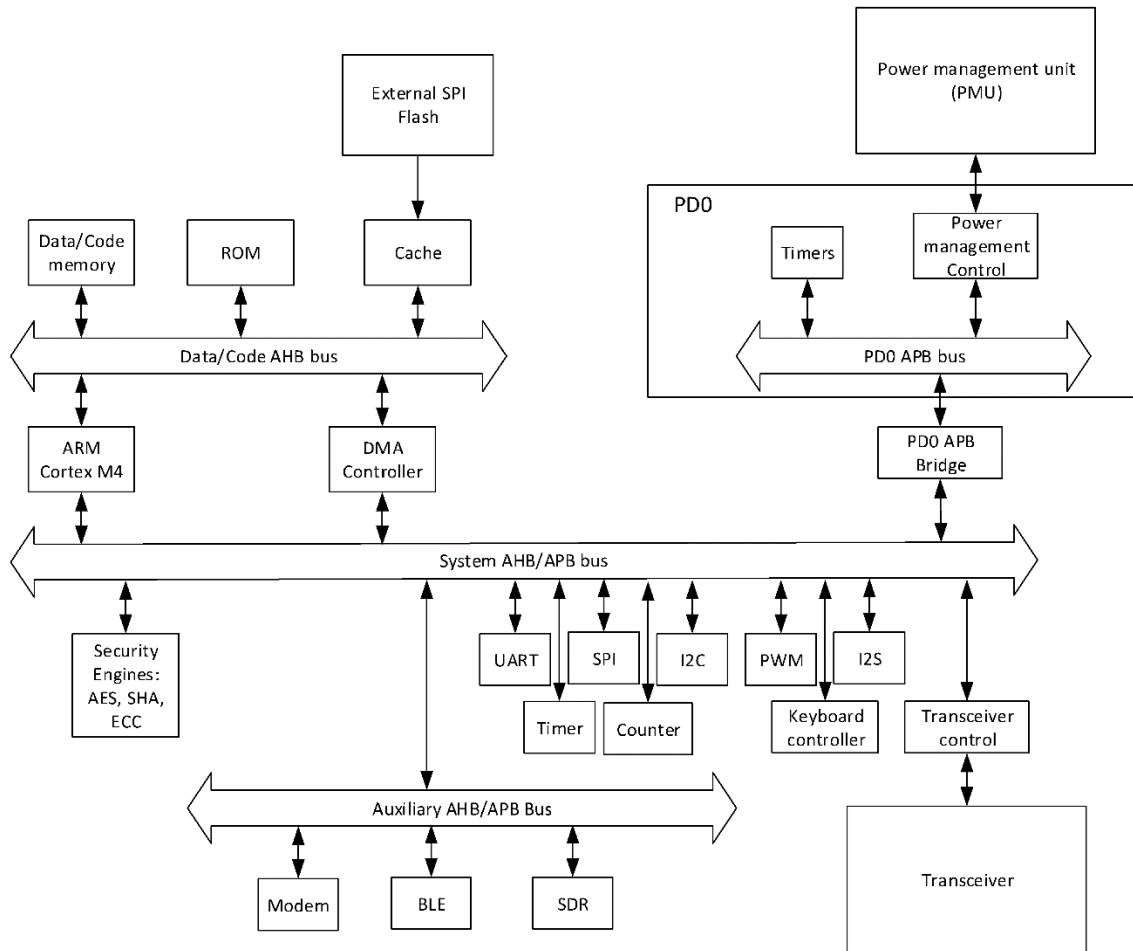 Power management unit
(PMU)
External SPI
Flash
PD0
Data/Code
memory
ROM
Cache
Timers
Power
management
Control
Data/Code AHB bus
PD0 APB bus
ARM
Cortex M4
DMA
Controller
PD0 APB
Bridge
System AHB/APB bus
Security
Engines:
AES, SHA,
ECC
UART
SPI
I2C
PWM
I2S
Timer
Counter
Keyboard
controller
Transceiver
control
Auxiliary AHB/APB Bus
Modem
BLE
SDR
Transceiver